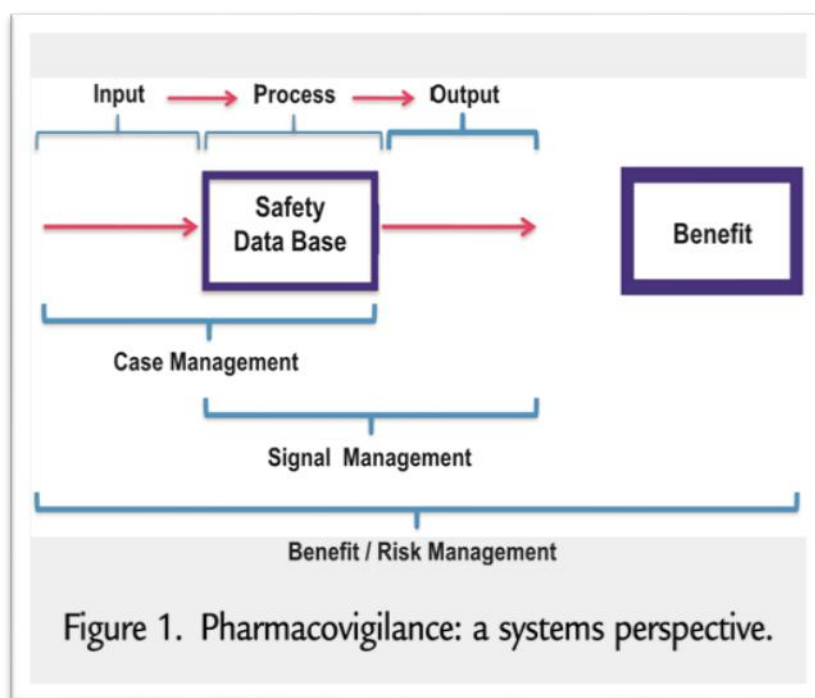 Input Process Output
Safety
Data Base
Benefit
Case Management
Signal Management
Benefit / Risk Management
Figure 1. Pharmacovigilance: a systems perspective.